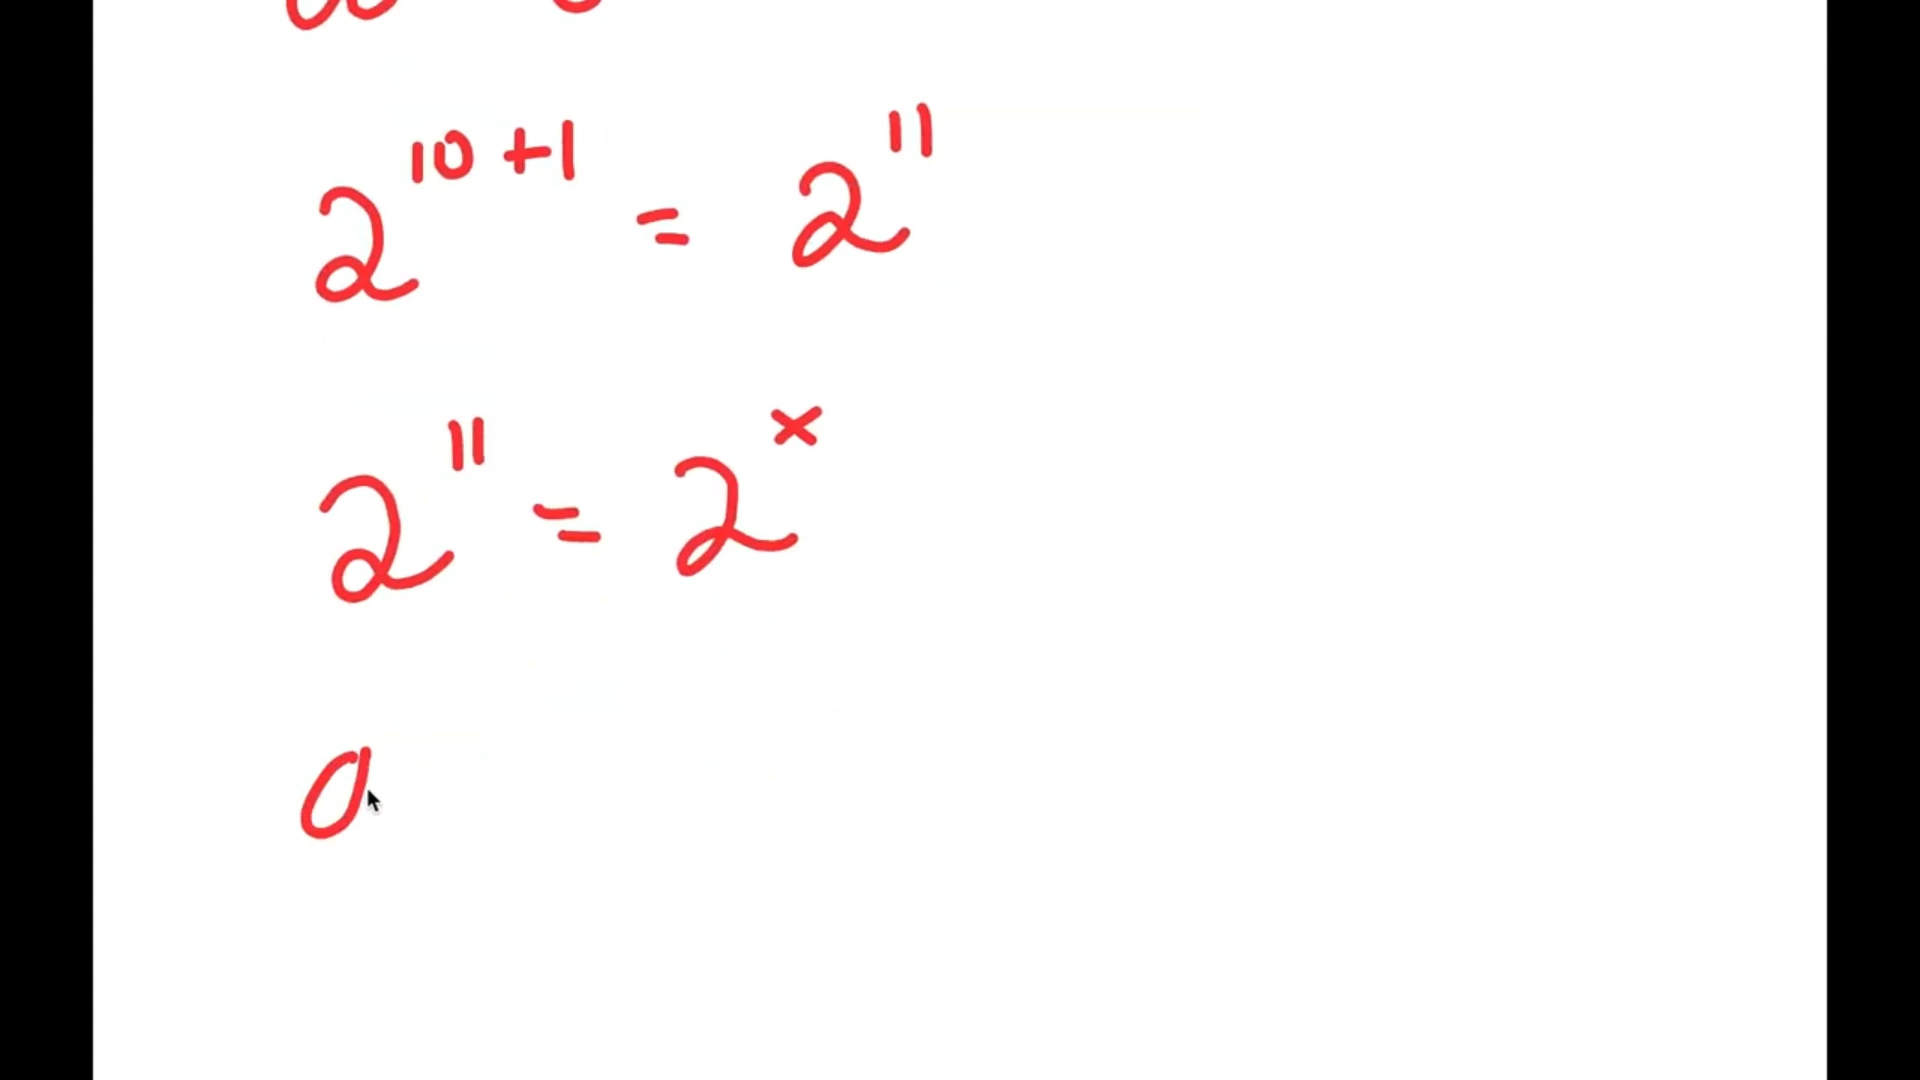 2^{10+1} = 2^{11}
2^{11} = 2^{x}
a